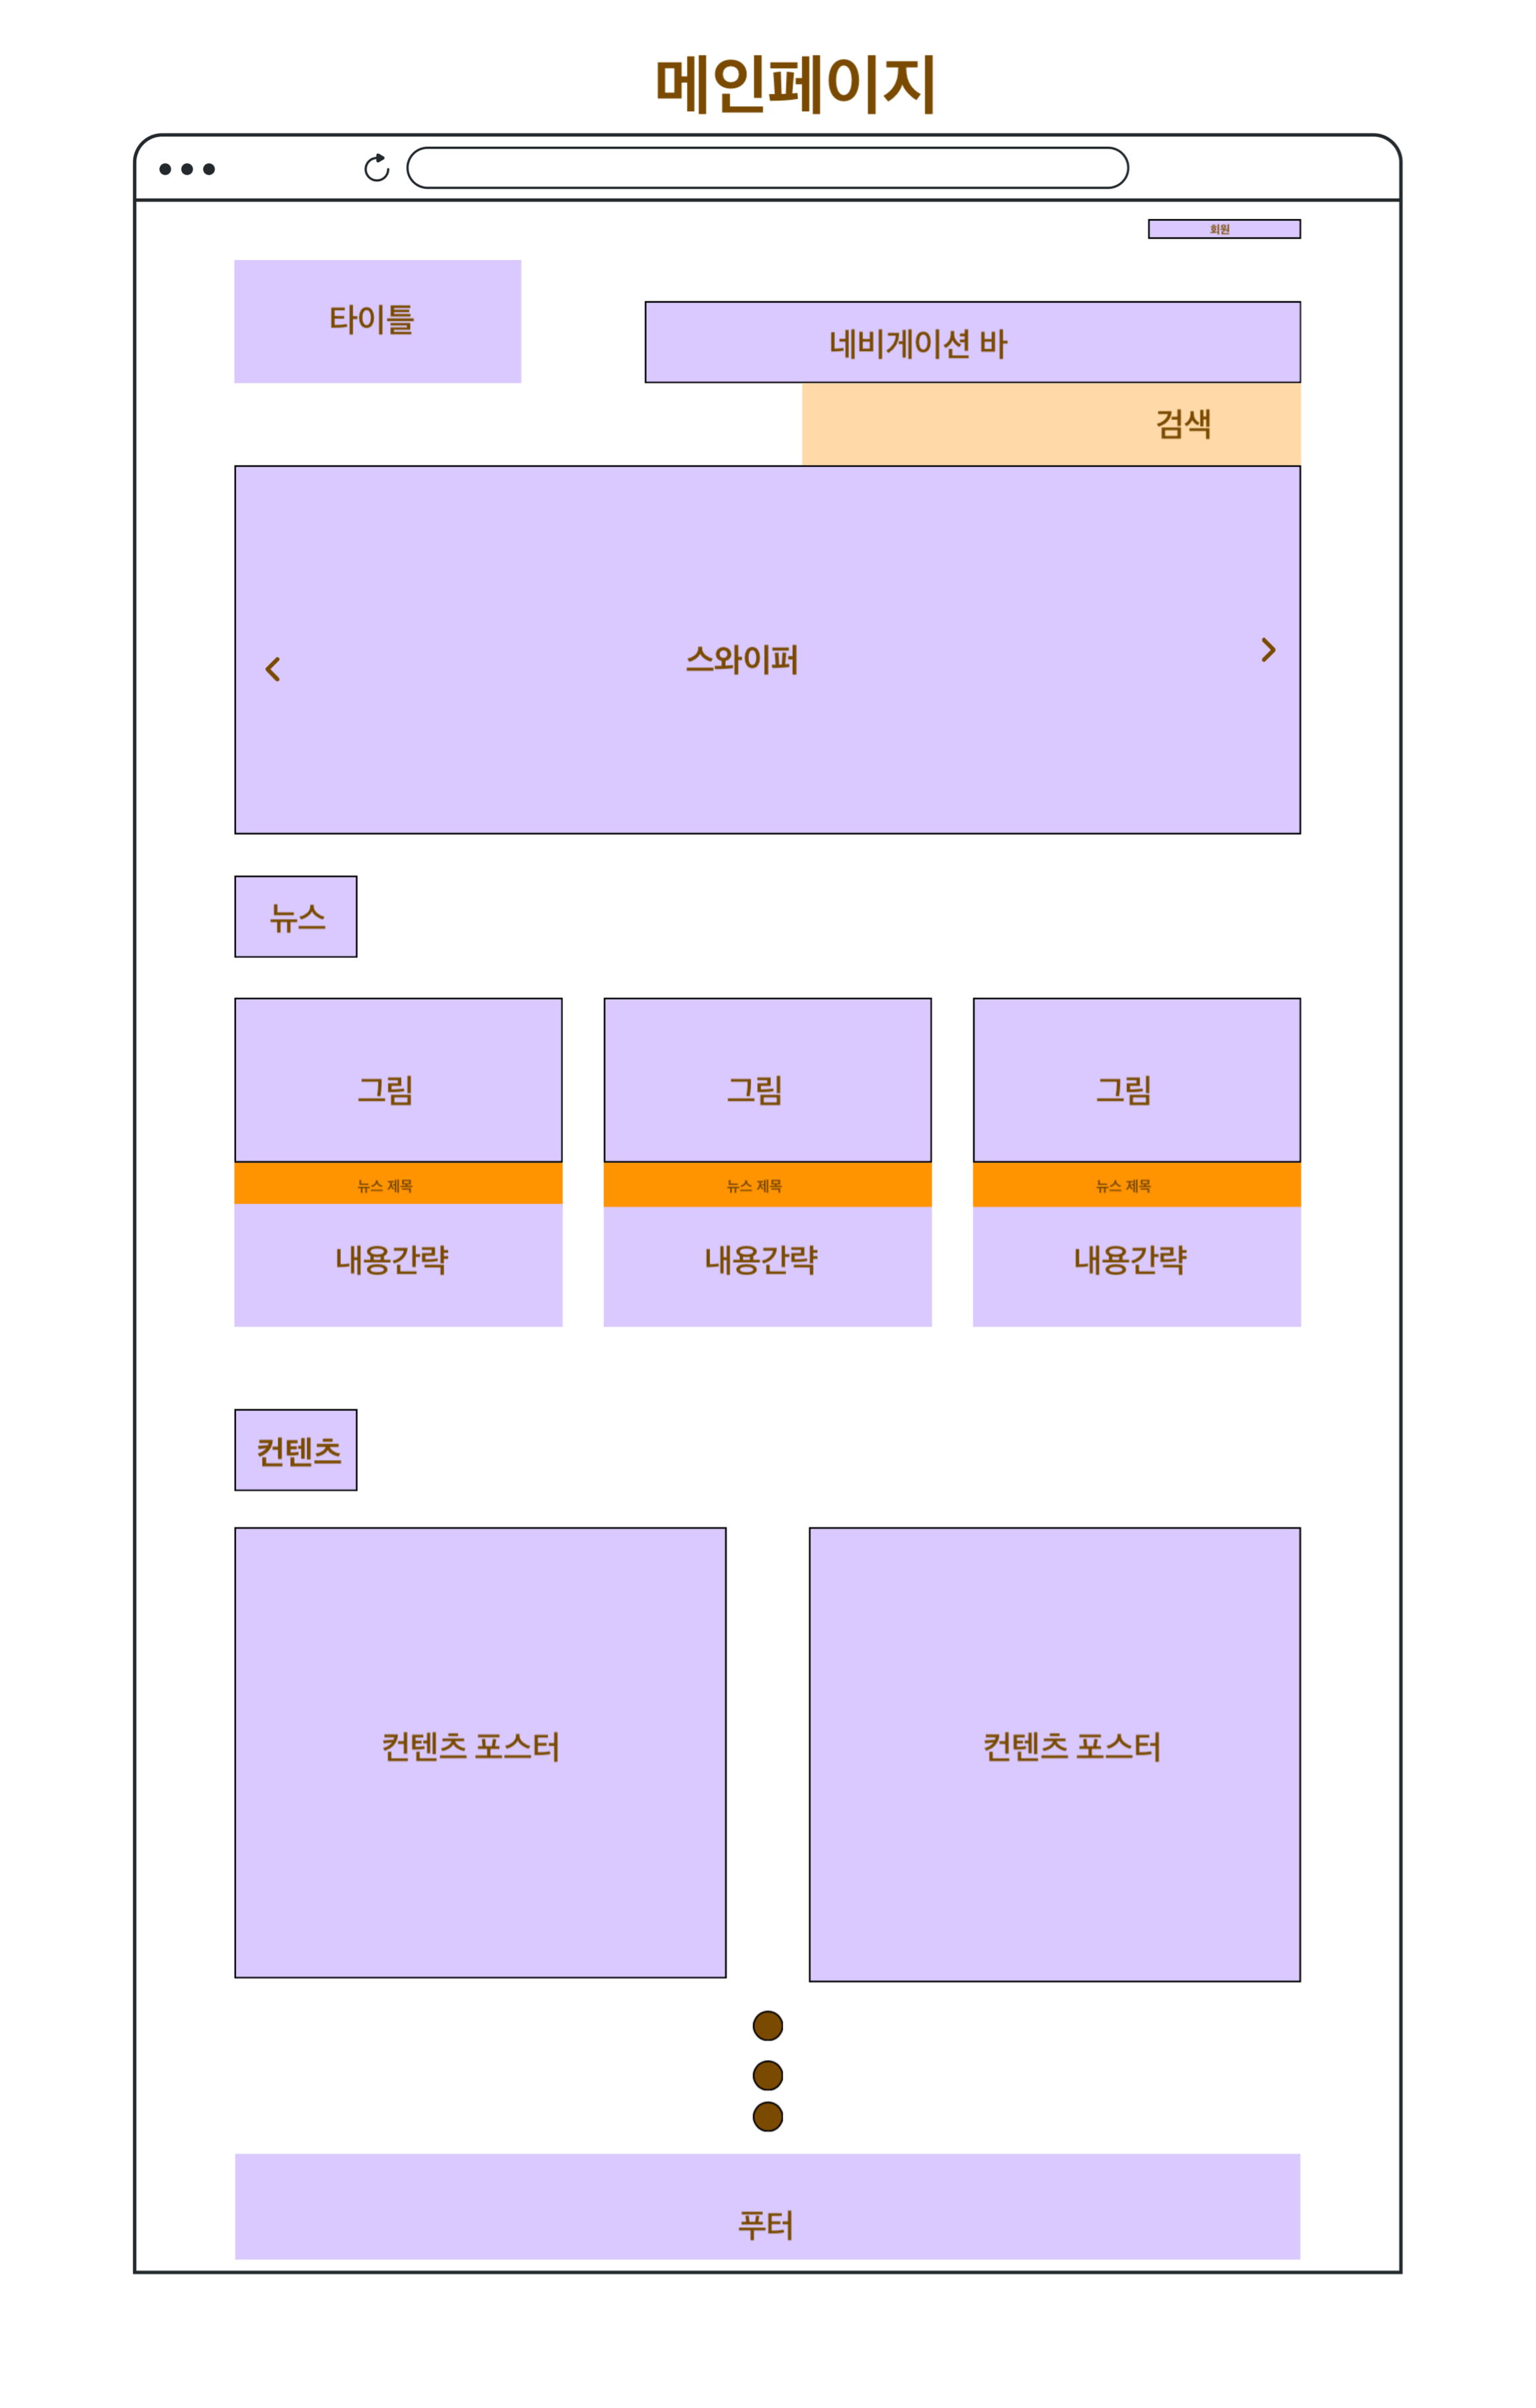 메인페이지
회원
타이틀
네비게이션 바
검색
스와이퍼
뉴스
그림
그림
그림
뉴스 제목
뉴스 제목
뉴스 제목
내용간략
내용간략
내용간략
컨텐츠
컨텐츠 포스터
컨텐츠 포스터
푸터